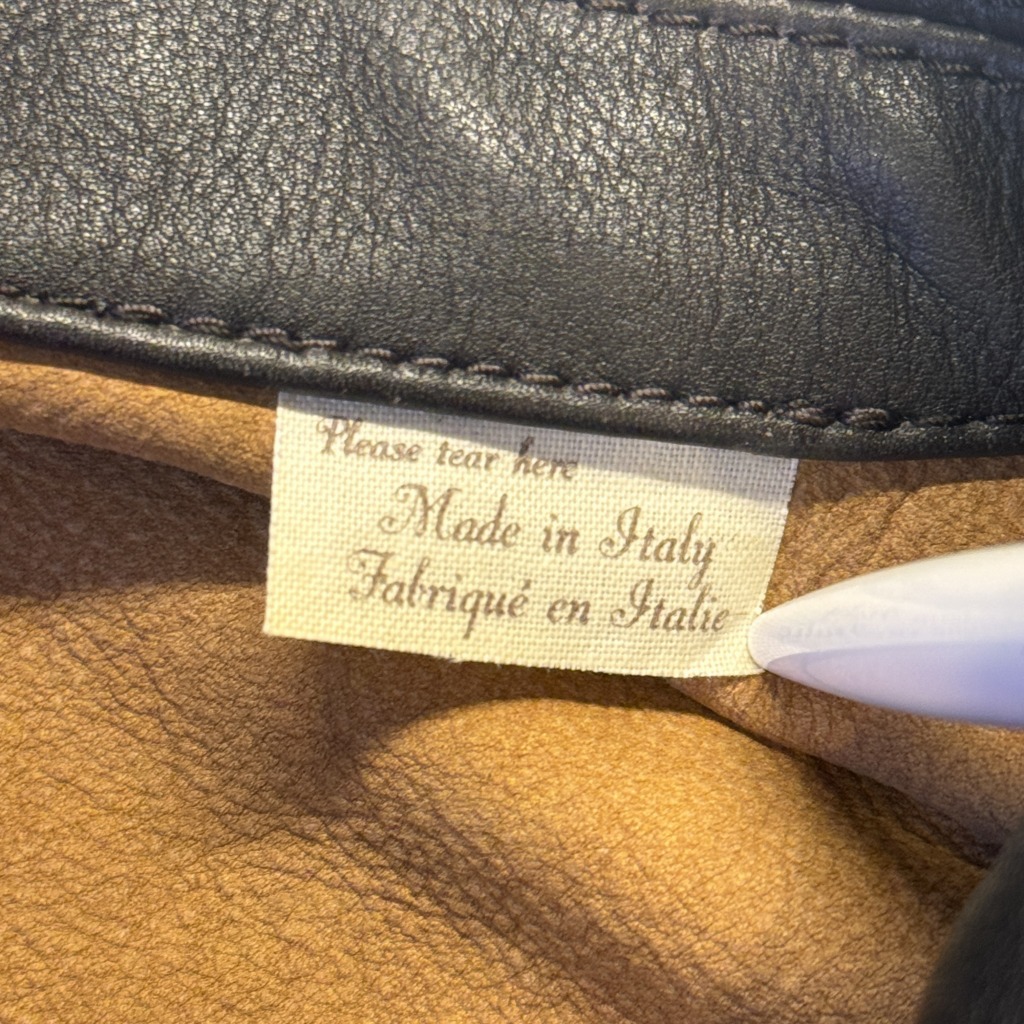 Please tear here
Made in Italy
Fabriqué en Italie